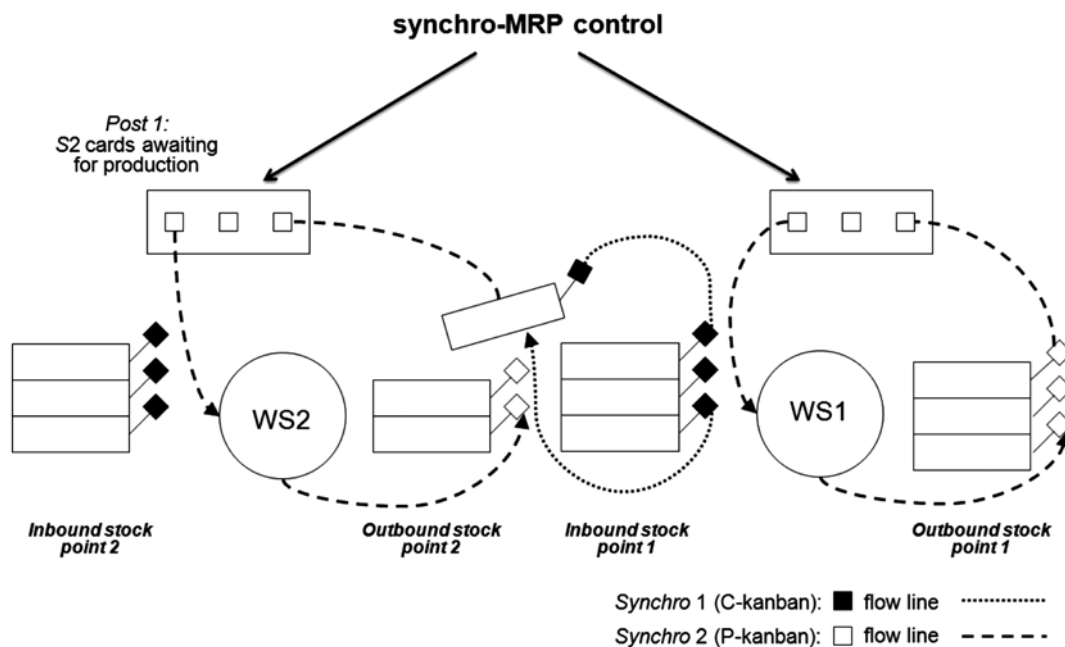 synchro-MRP control
Post 1:
S2 cards awaiting
for production
WS2
WS1
Inbound stock
point 2
Outbound stock
point 2
Inbound stock
point 1
Outbound stock
point 1
Synchro 1 (C-kanban): flow line
Synchro 2 (P-kanban): flow line